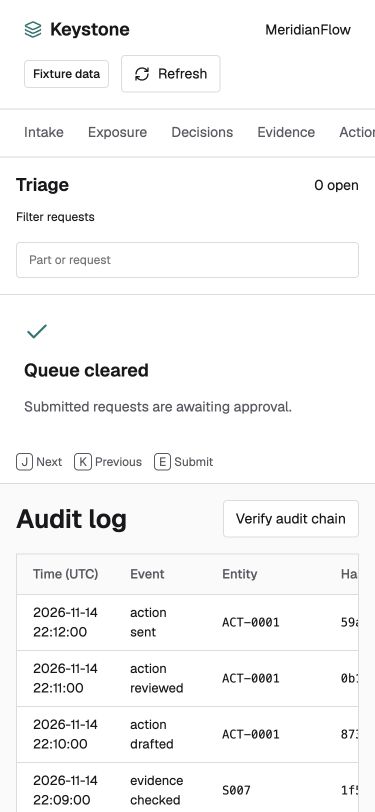 Keystone
MeridianFlow
Fixture data
Refresh
Intake Exposure Decisions Evidence
Triage
0 open
Filter requests
Part or request
Queue cleared
Submitted requests are awaiting approval.
J Next K Previous E Submit
Audit log
Verify audit chain
Time (UTC) Event Entity
2026-11-14 22:12:00 action sent ACT-0001
2026-11-14 22:11:00 action reviewed ACT-0001
2026-11-14 22:10:00 action drafted ACT-0001
2026-11-14 22:09:00 evidence checked S007